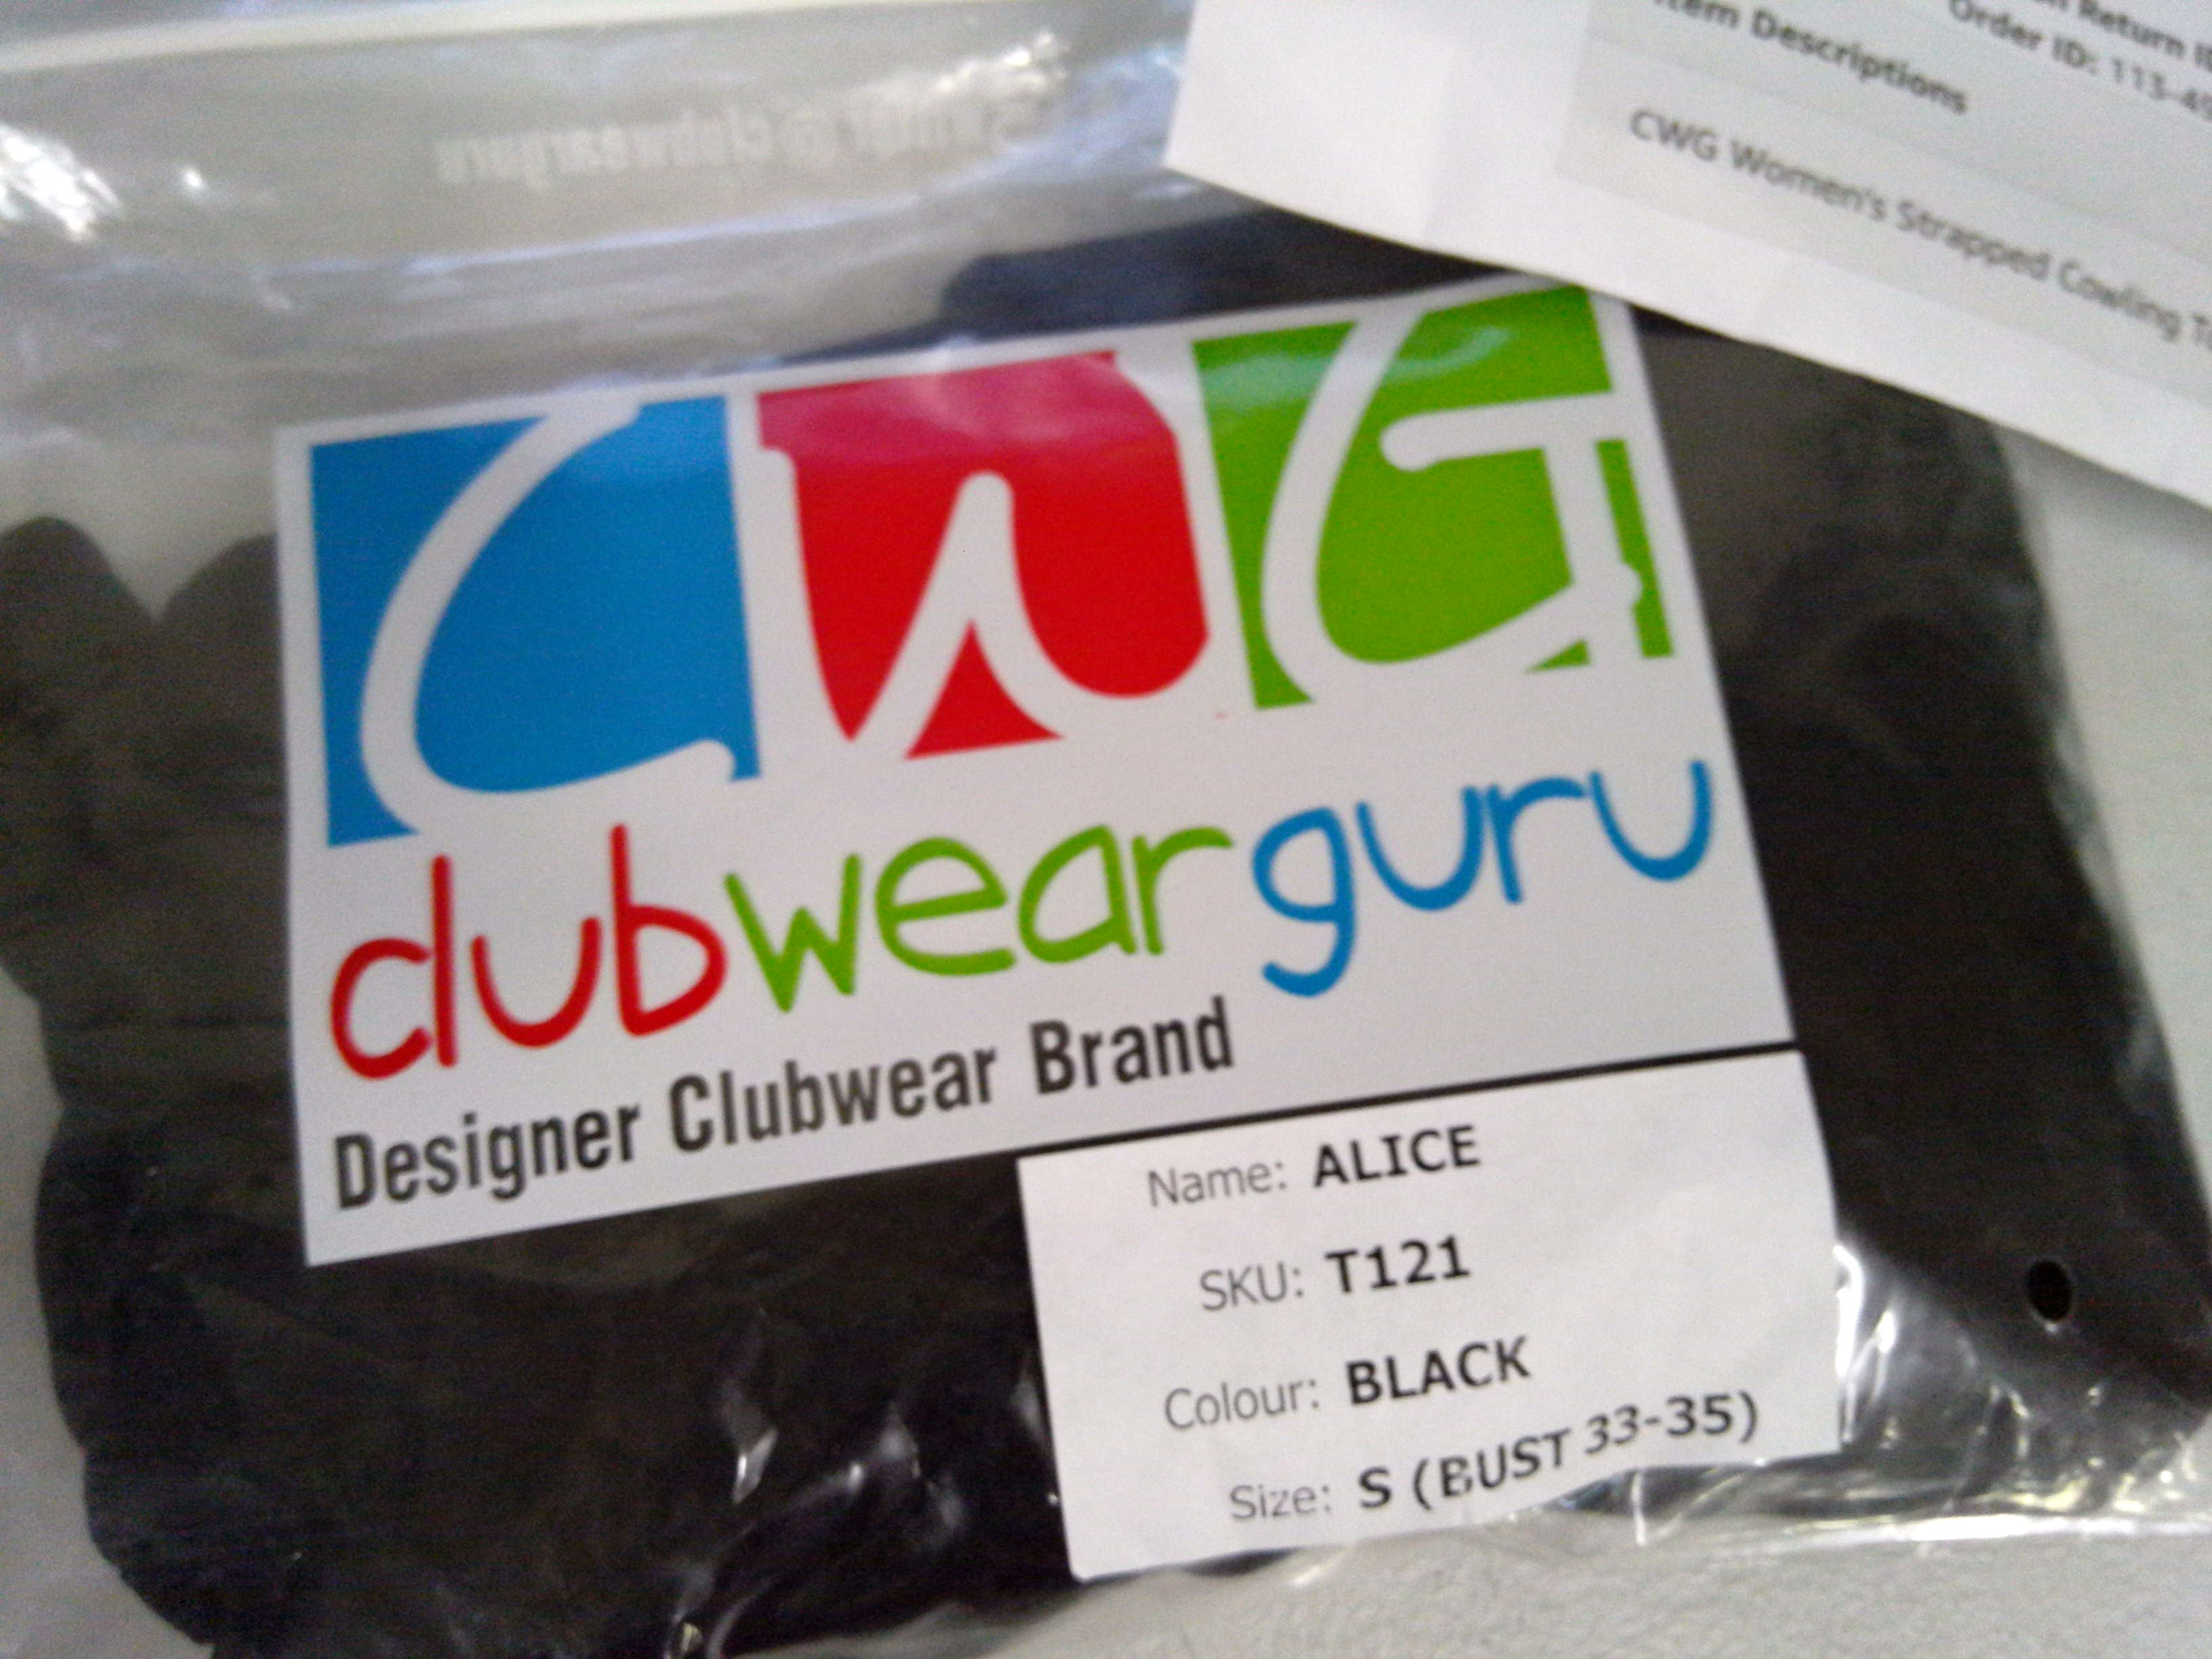 Return
Order ID: 113-4
Item Descriptions
CWG Women's Strapped Cowling
CWG
clubwearguru
Designer Clubwear Brand
Name: ALICE
SKU: T121
Colour: BLACK
Size: S (BUST 33-35)